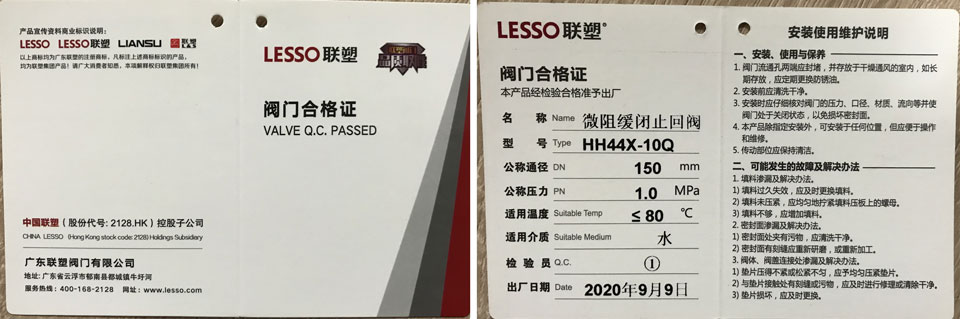 产品宣传资料商业标识说明：
LESSO LESSO联塑 LIANSU 联塑
以上商标均为广东联塑的注册商标，凡标注上述商标标识的产品，
均为联塑集团产品！请广大消费者知悉，本项解释权归联塑集团所有！
中国联塑（股份代号：2128.HK）控股子公司
CHINA LESSO (Hong Kong stock code: 2128) Holdings Subsidiary
广东联塑阀门有限公司
地址：广东省云浮市郁南县都城镇牛圩河
服务热线：400-168-2128 网址：www.lesso.com
LESSO联塑
阀门合格证
VALVE Q.C. PASSED
LESSO联塑®
阀门合格证
本产品经检验合格准予出厂
名称 Name 微阻缓闭止回阀
型号 Type HH44X-10Q
公称通径 DN 150 mm
公称压力 PN 1.0 MPa
适用温度 Suitable Temp ≤80 ℃
适用介质 Suitable Medium 水
检验员 Q.C. ①
出厂日期 Date 2020年9月9日
安装使用维护说明
一、安装、使用与保养
1. 阀门流通孔两端应封堵，并存放于干燥通风的室内，如长
期存放，应定期更换防锈油。
2. 安装前应清洗干净。
3. 安装时应仔细核对阀门的压力、口径、材质、流向等并使
阀门处于关闭状态，以免损坏密封面。
4. 本产品除指定安装外，可安装于任何位置，但应便于操作
和维修。
5. 传动部位应保持清洁。
二、可能发生的故障及解决办法
1. 填料渗漏及解决办法。
1) 填料过久失效，应及时更换填料。
2) 填料未压紧，应均匀地拧紧填料压板上的螺母。
3) 填料不够，应增加填料。
2. 密封面渗漏及解决办法。
1) 密封面处夹有污物，应清洗干净。
2) 密封面有刻痕应重新研磨，或重新加工。
3. 阀体、阀盖连接处渗漏及解决办法。
1) 垫片压得不紧或松紧不匀，应予均匀压紧垫片。
2) 与垫片接触处有刻痕或污物，应及时进行修理或清除干净。
3) 垫片损坏，应及时更换。